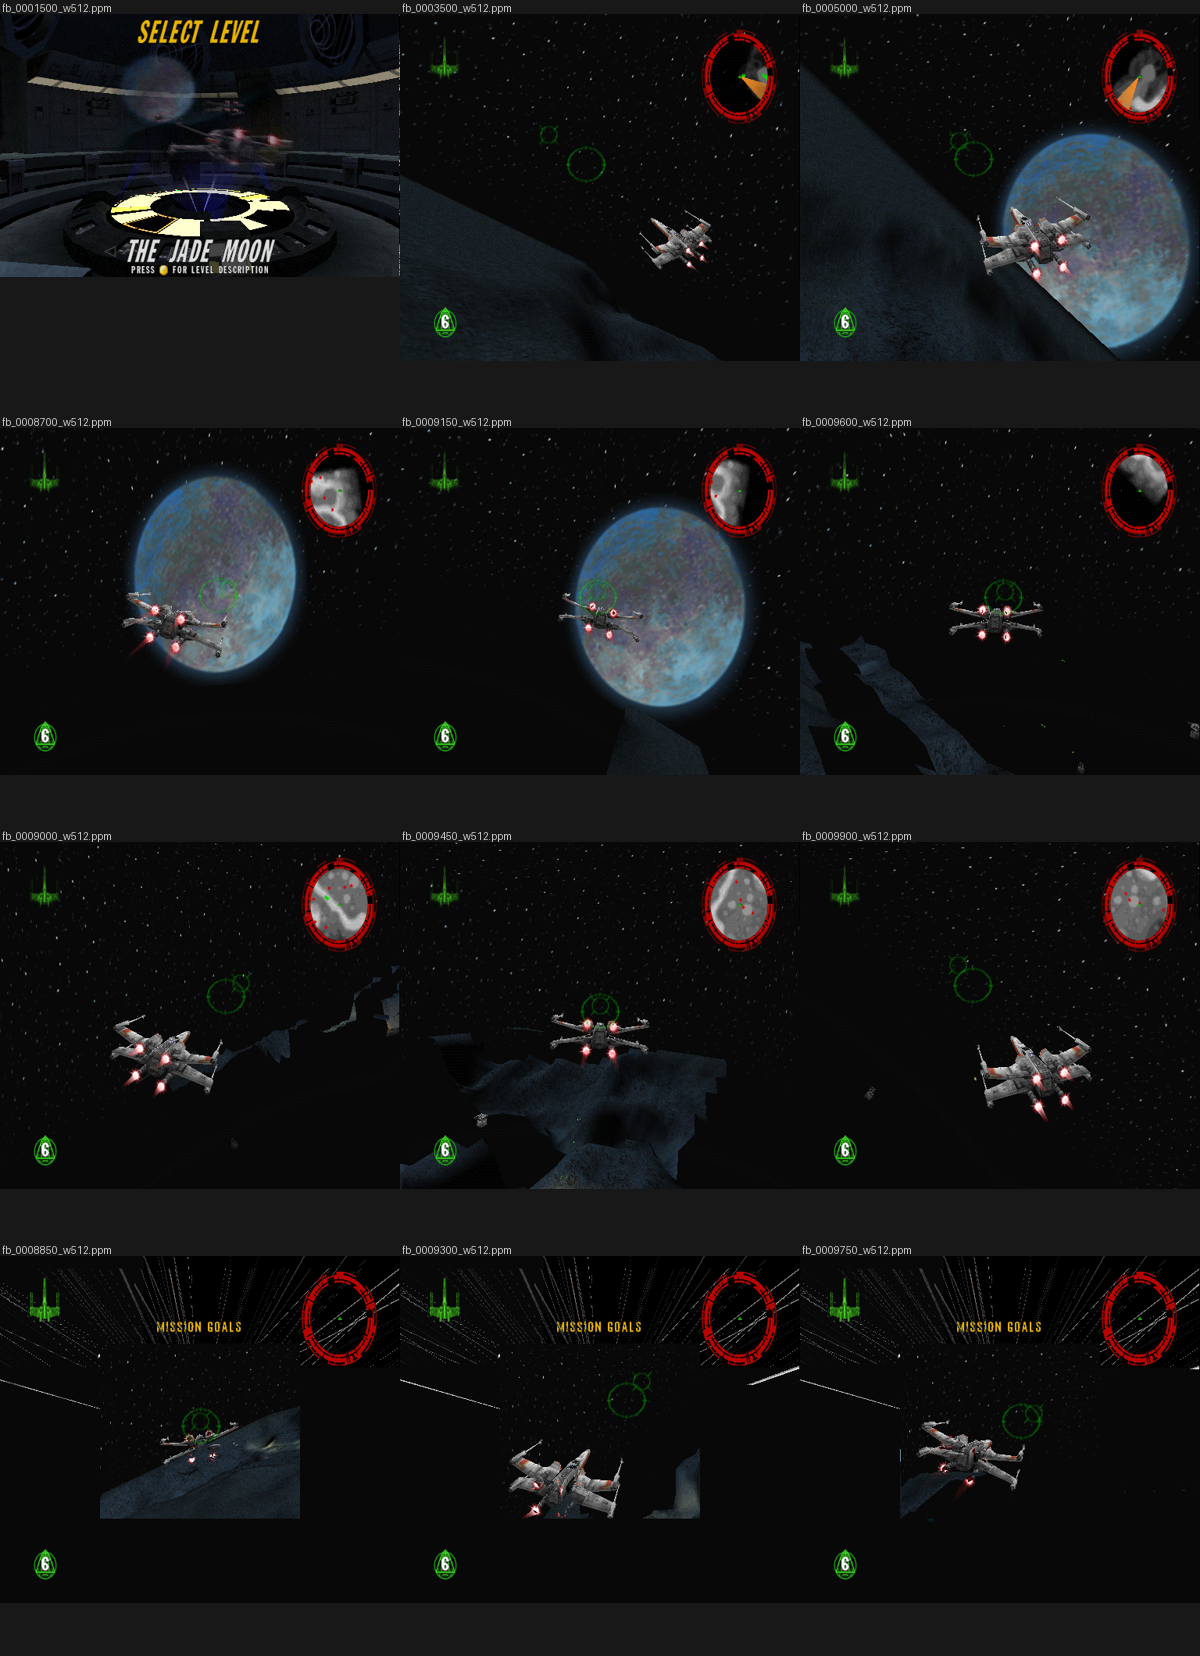 fb_0001500_w512.ppm
fb_0003500_w512.ppm
fb_0005000_w512.ppm
SELECT LEVEL
THE JADE MOON
PRESS FOR LEVEL DESCRIPTION
6
6
fb_0008700_w512.ppm
fb_0009150_w512.ppm
fb_0009600_w512.ppm
6
6
6
fb_0009000_w512.ppm
fb_0009450_w512.ppm
fb_0009900_w512.ppm
6
6
6
fb_0008850_w512.ppm
fb_0009300_w512.ppm
fb_0009750_w512.ppm
MISSION GOALS
MISSION GOALS
MISSION GOALS
6
6
6